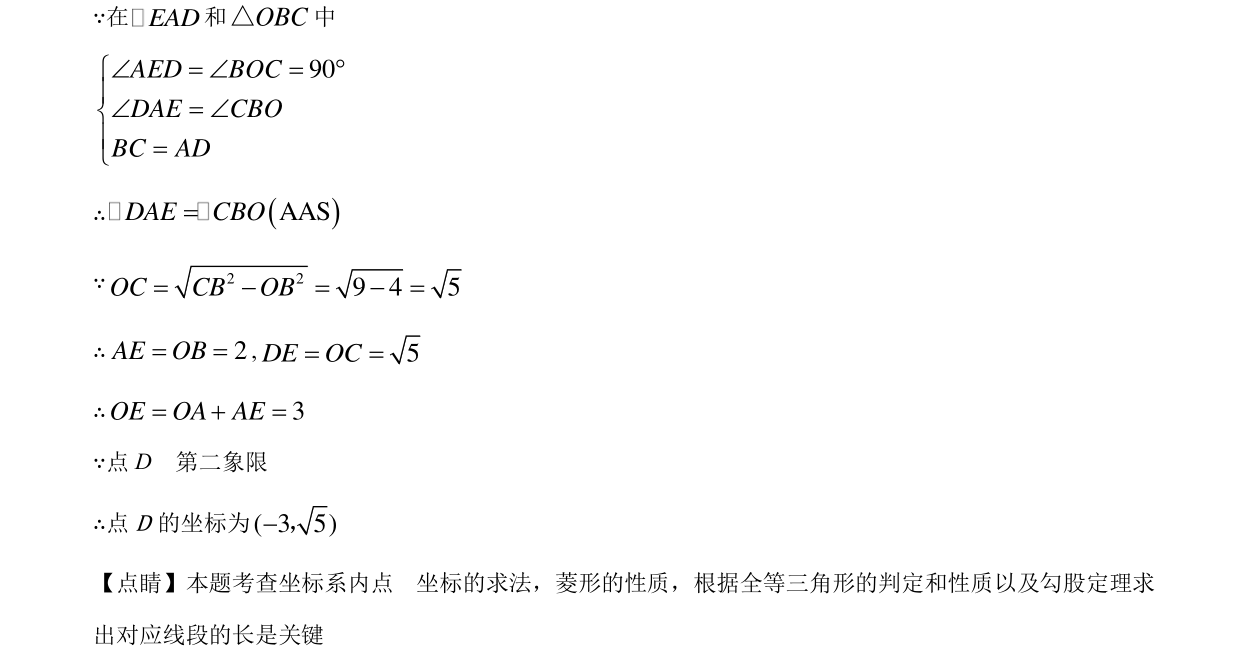 ∵在□EAD和△OBC中
{∠AED=∠BOC=90°
∠DAE=∠CBO
BC=AD
∴□DAE=□CBO(AAS)
∵OC=√(CB²-OB²)=√(9-4)=√5
∴AE=OB=2,DE=OC=√5
∴OE=OA+AE=3
∵点D 第二象限
∴点D的坐标为(-3,√5)
【点睛】本题考查坐标系内点 坐标的求法，菱形的性质，根据全等三角形的判定和性质以及勾股定理求
出对应线段的长是关键